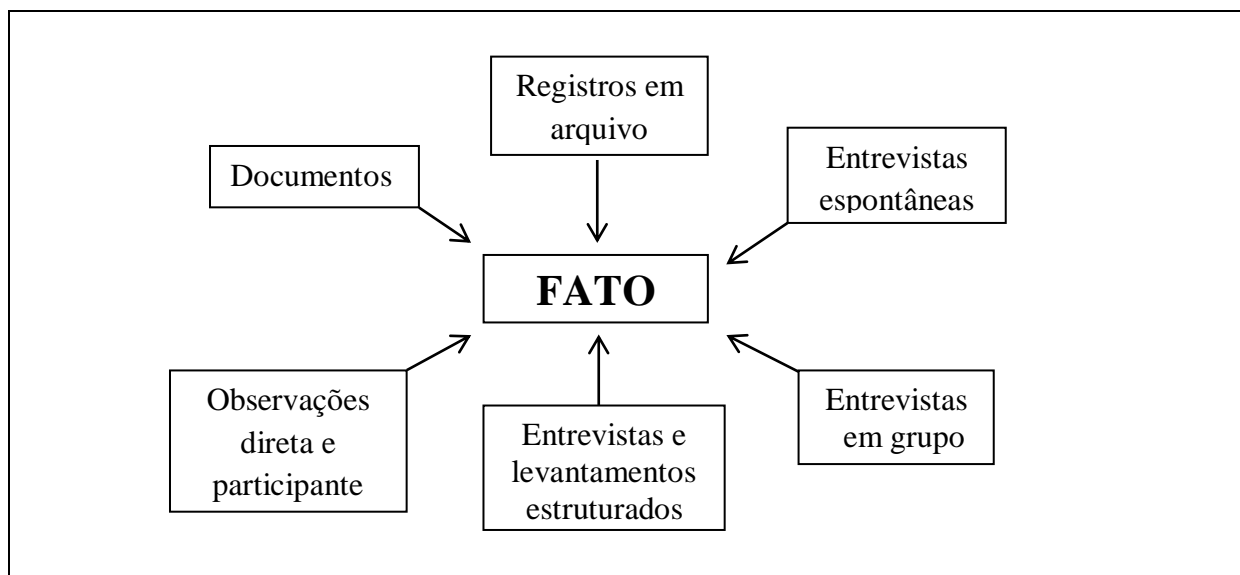 Registros em
arquivo
Documentos
Entrevistas
espontâneas
FATO
Observações
direta e
participante
Entrevistas e
levantamentos
estruturados
Entrevistas
em grupo